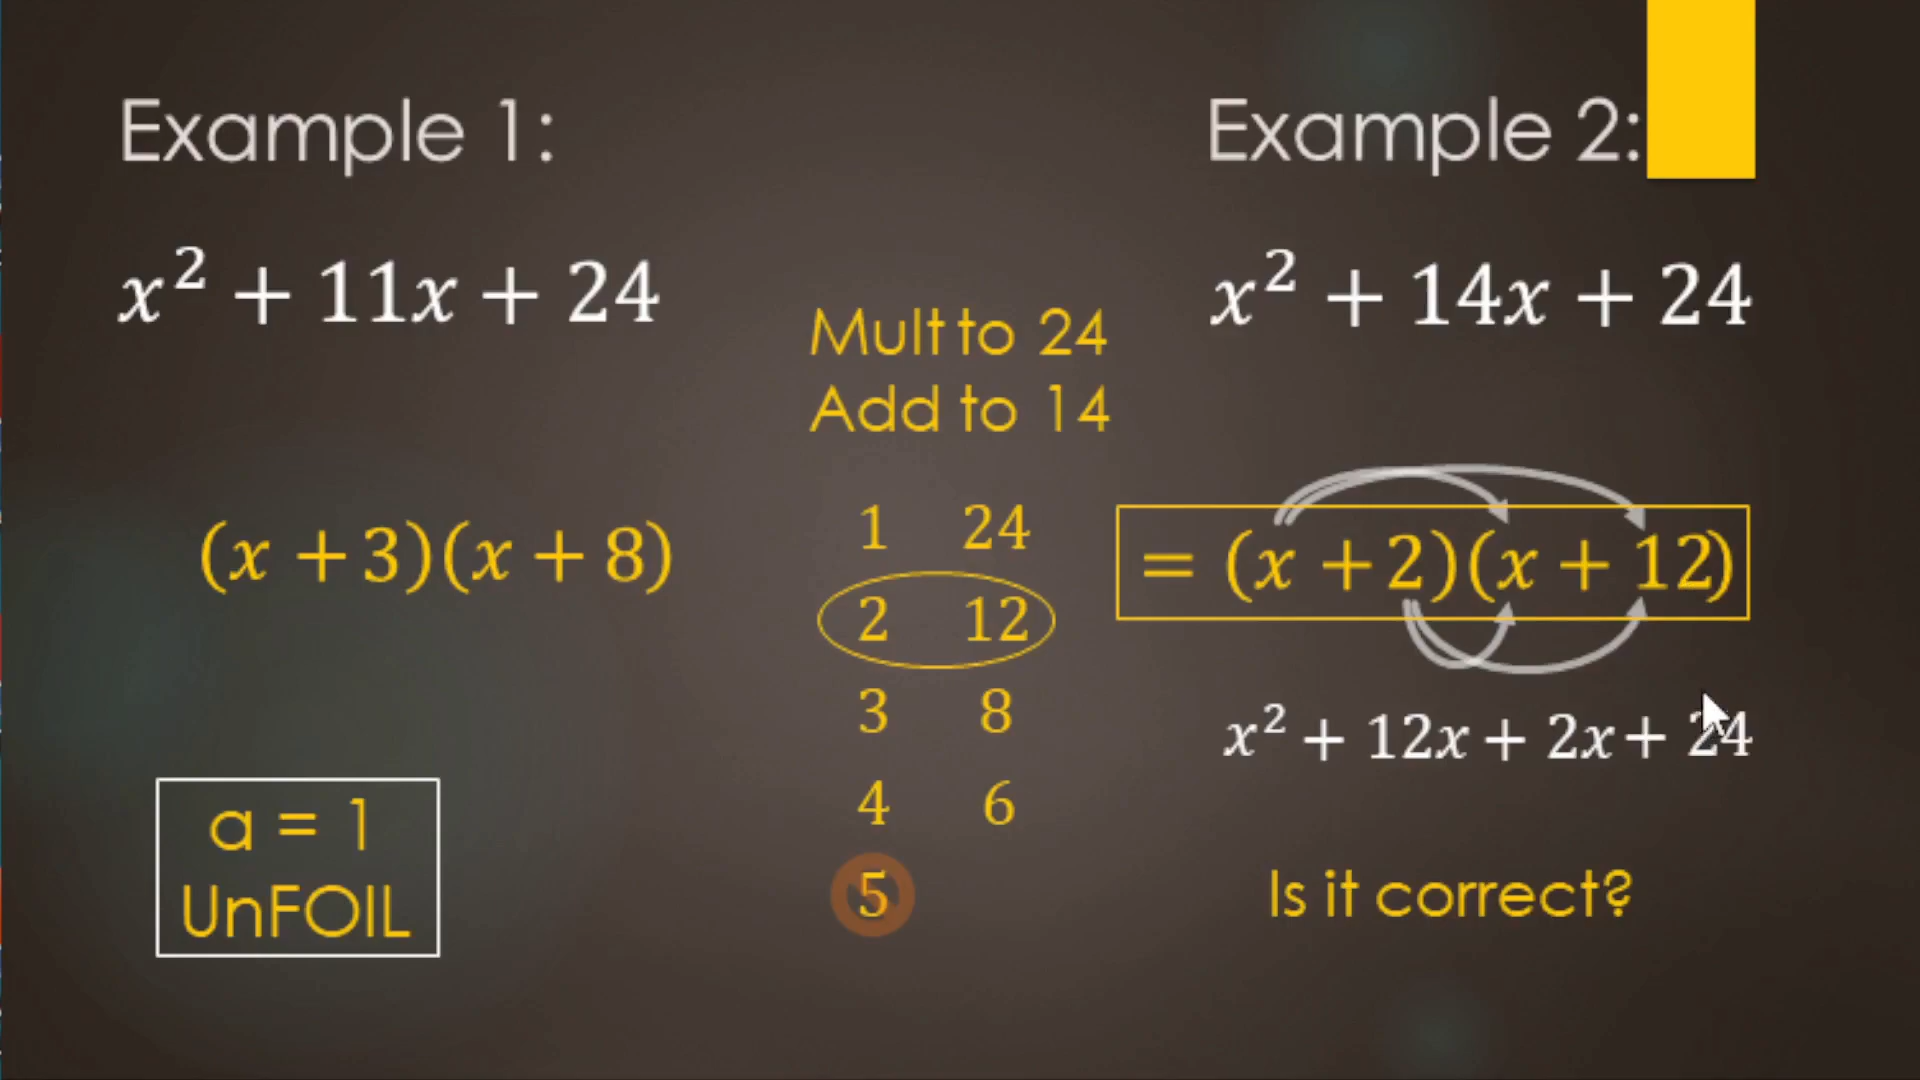 Example 1:
x² + 11x + 24
(x + 3)(x + 8)
a = 1
UnFOIL
Mult to 24
Add to 14
1 24
2 12
3 8
4 6
5
Example 2:
x² + 14x + 24
= (x + 2)(x + 12)
x² + 12x + 2x + 24
Is it correct?